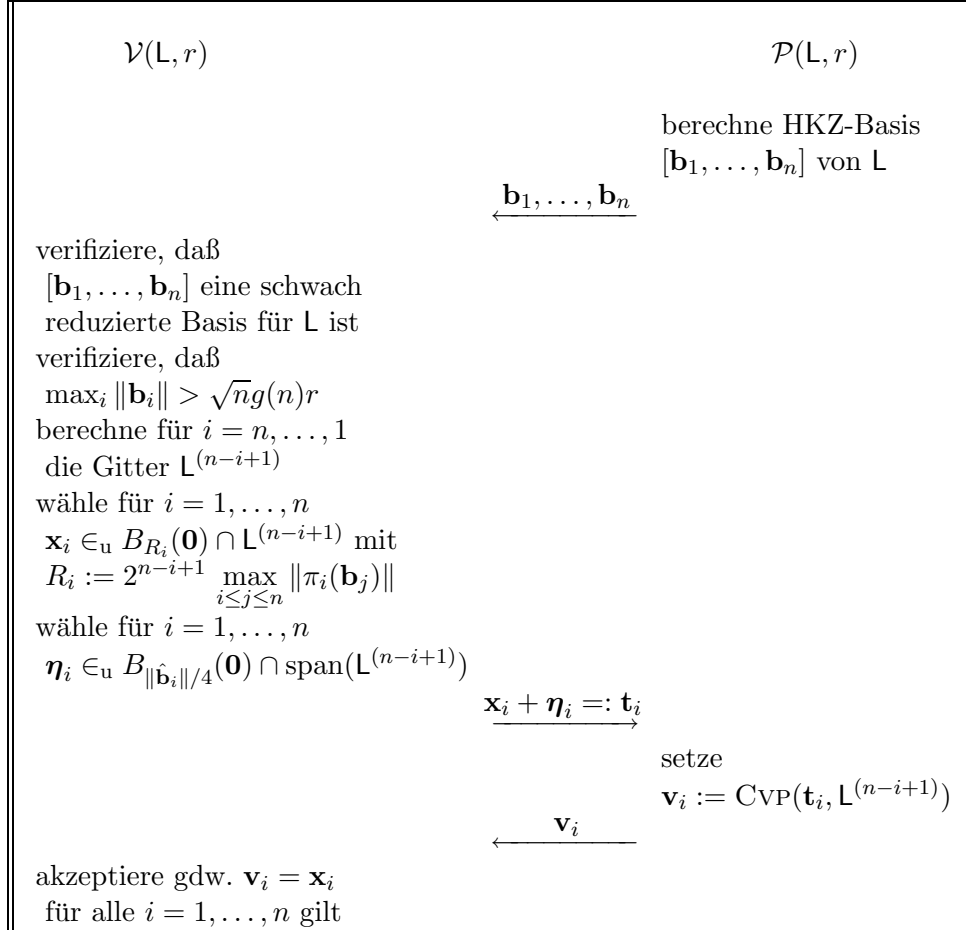 𝒱(L, r) 𝒫(L, r)
berechne HKZ-Basis
[b₁, . . . , bₙ] von L
b₁, . . . , bₙ
←
verifiziere, daß
[b₁, . . . , bₙ] eine schwach
reduzierte Basis für L ist
verifiziere, daß
maxᵢ ‖bᵢ‖ > √n g(n)r
berechne für i = n, . . . , 1
die Gitter L⁽ⁿ⁻ⁱ⁺¹⁾
wähle für i = 1, . . . , n
xᵢ ∈ᵤ B_{Rᵢ}(0) ∩ L⁽ⁿ⁻ⁱ⁺¹⁾ mit
Rᵢ := 2ⁿ⁻ⁱ⁺¹ max_{i≤j≤n} ‖πᵢ(bⱼ)‖
wähle für i = 1, . . . , n
ηᵢ ∈ᵤ B_{‖b̂ᵢ‖/4}(0) ∩ span(L⁽ⁿ⁻ⁱ⁺¹⁾)
xᵢ + ηᵢ =: tᵢ
→
setze
vᵢ := CVP(tᵢ, L⁽ⁿ⁻ⁱ⁺¹⁾)
vᵢ
←
akzeptiere gdw. vᵢ = xᵢ
für alle i = 1, . . . , n gilt